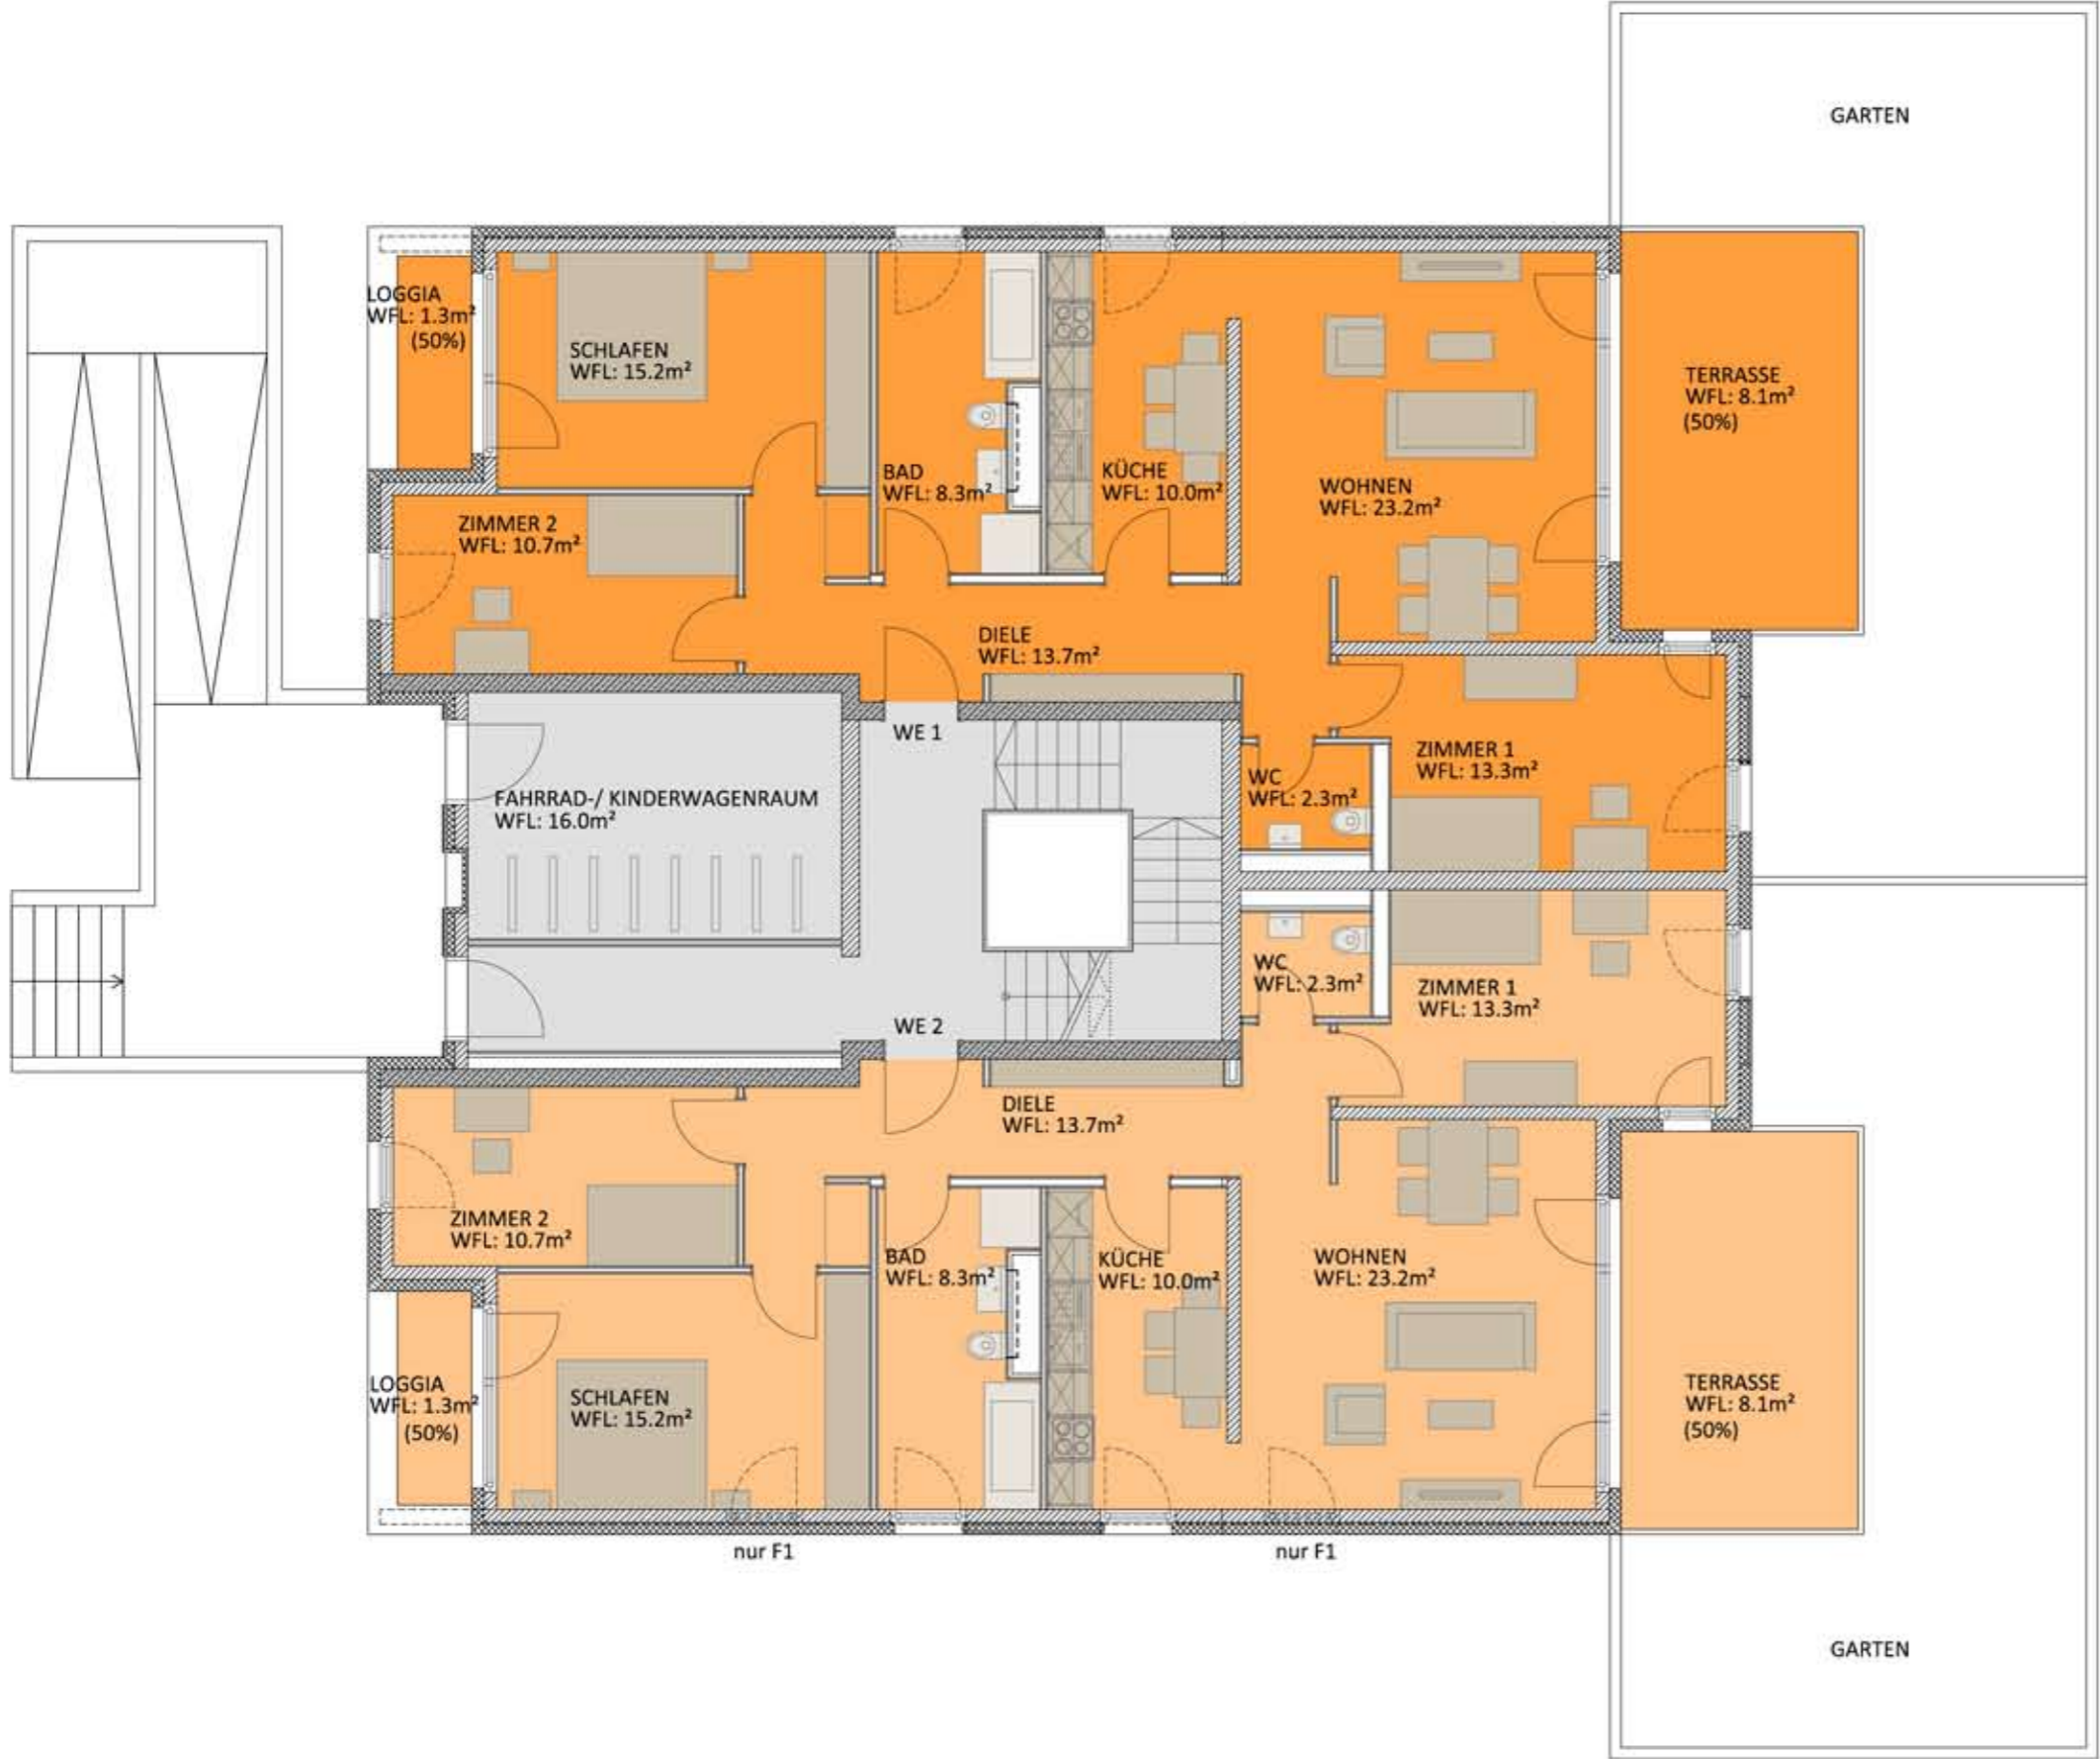 GARTEN
LOGGIA
WFL: 1.3m²
(50%)
SCHLAFEN
WFL: 15.2m²
TERRASSE
WFL: 8.1m²
(50%)
BAD
WFL: 8.3m²
KÜCHE
WFL: 10.0m²
WOHNEN
WFL: 23.2m²
ZIMMER 2
WFL: 10.7m²
DIELE
WFL: 13.7m²
WE 1
ZIMMER 1
WFL: 13.3m²
WC
WFL: 2.3m²
FAHRRAD-/ KINDERWAGENRAUM
WFL: 16.0m²
WC
WFL: 2.3m²
ZIMMER 1
WFL: 13.3m²
WE 2
DIELE
WFL: 13.7m²
ZIMMER 2
WFL: 10.7m²
BAD
WFL: 8.3m²
KÜCHE
WFL: 10.0m²
WOHNEN
WFL: 23.2m²
LOGGIA
WFL: 1.3m²
(50%)
SCHLAFEN
WFL: 15.2m²
TERRASSE
WFL: 8.1m²
(50%)
nur F1
nur F1
GARTEN